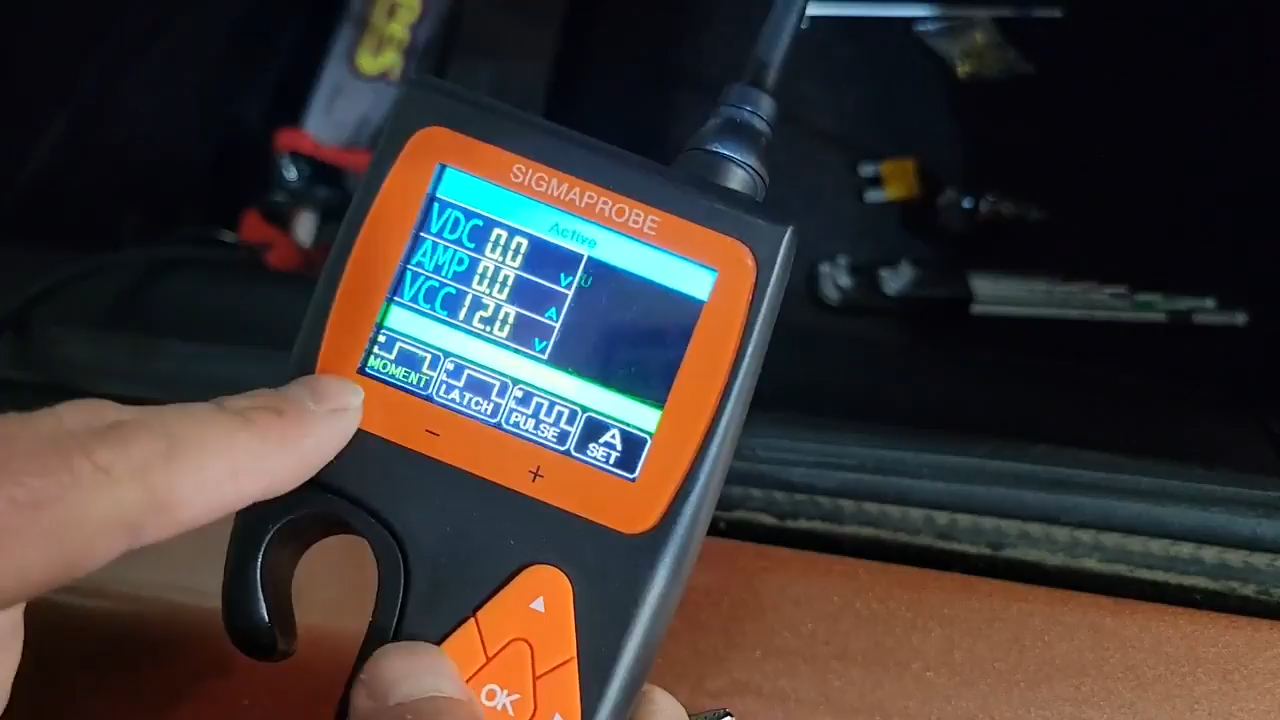 SIGMAPROBE
Active
VDC 0.0 V
AMP 0.0 A
VCC 12.0 V
MOMENT LATCH PULSE A SET
- +
OK